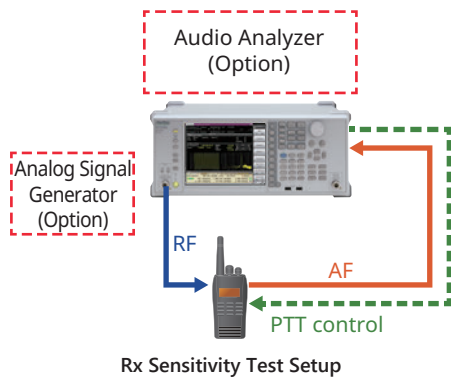 Audio Analyzer
(Option)
Analog Signal
Generator
(Option)
RF
AF
PTT control
Rx Sensitivity Test Setup